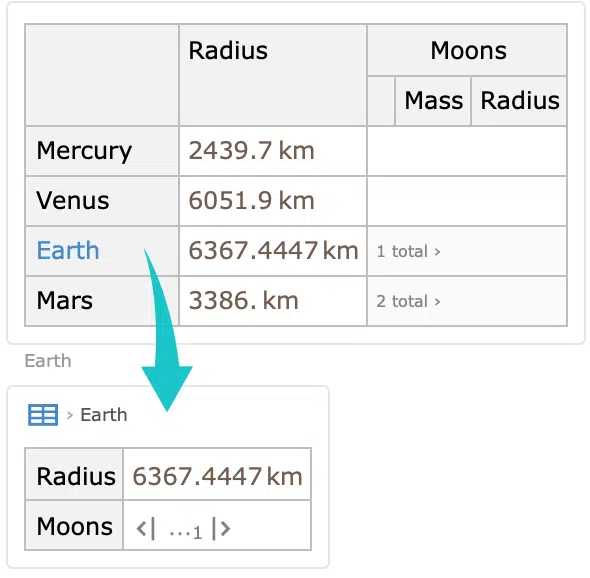 Radius Moons
Mass Radius
Mercury 2439.7 km
Venus 6051.9 km
Earth 6367.4447 km 1 total ›
Mars 3386. km 2 total ›
Earth
› Earth
Radius 6367.4447 km
Moons <| …1 |>